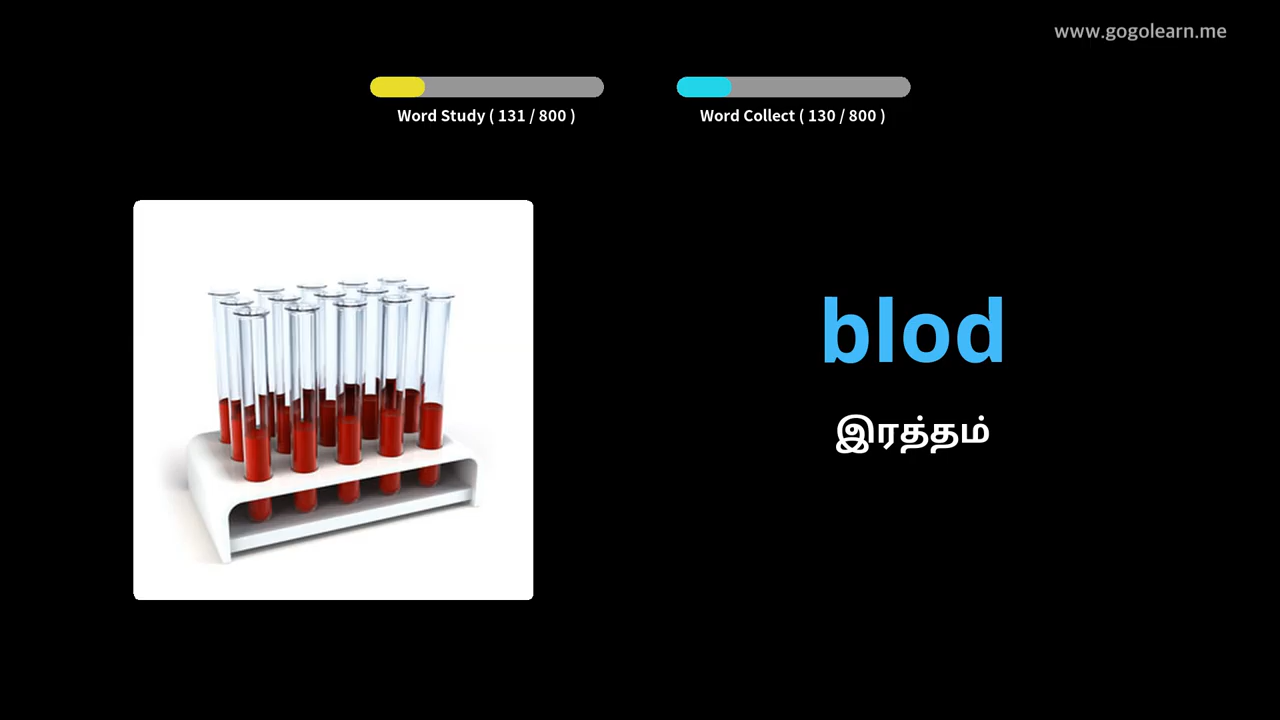 www.gogolearn.me
Word Study ( 131 / 800 )
Word Collect ( 130 / 800 )
blod
இரத்தம்